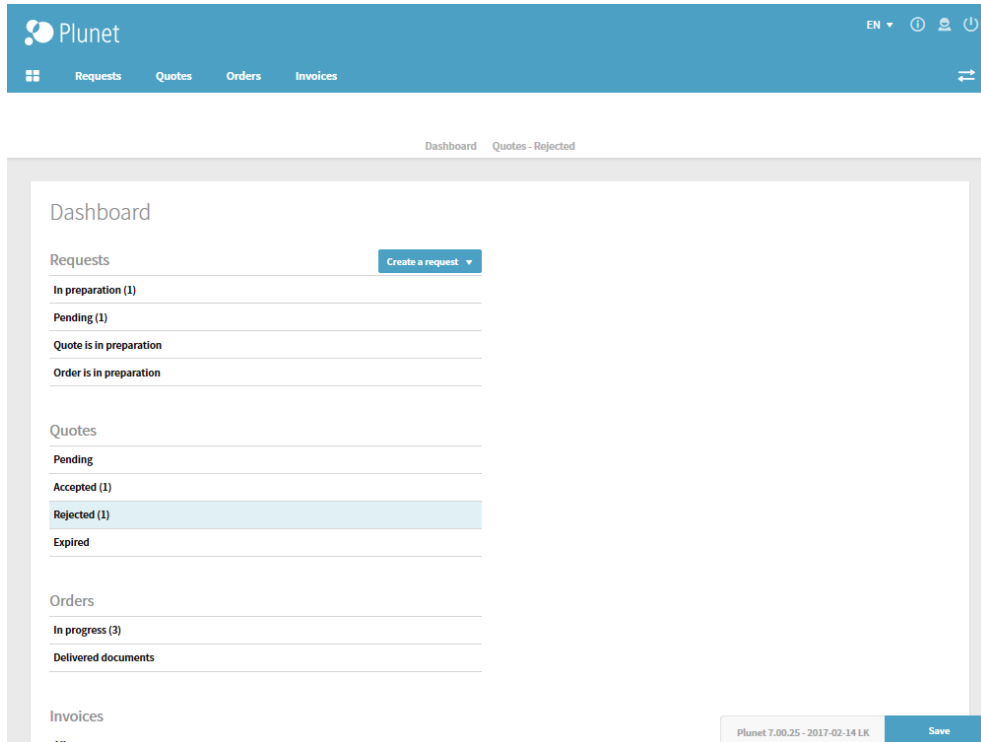 Plunet
EN
Requests Quotes Orders Invoices
Dashboard Quotes - Rejected
Dashboard
Requests
Create a request
In preparation (1)
Pending (1)
Quote is in preparation
Order is in preparation
Quotes
Pending
Accepted (1)
Rejected (1)
Expired
Orders
In progress (3)
Delivered documents
Invoices
Plunet 7.00.25 - 2017-02-14 LK
Save